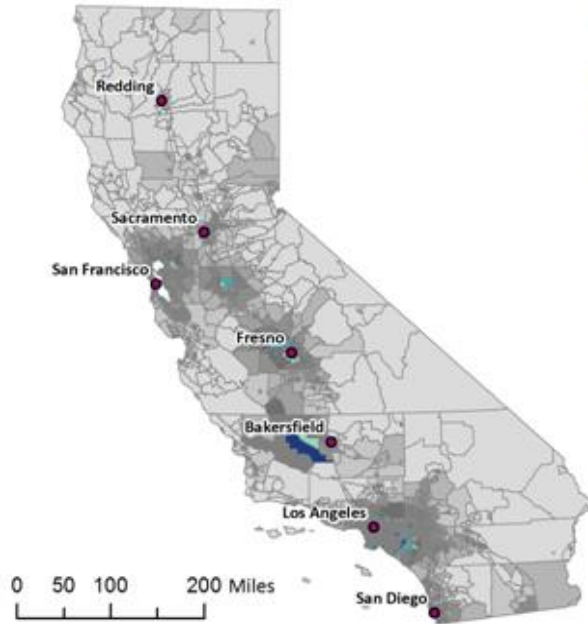 Redding
Sacramento
San Francisco
Fresno
Bakersfield
Los Angeles
San Diego
0 50 100 200 Miles